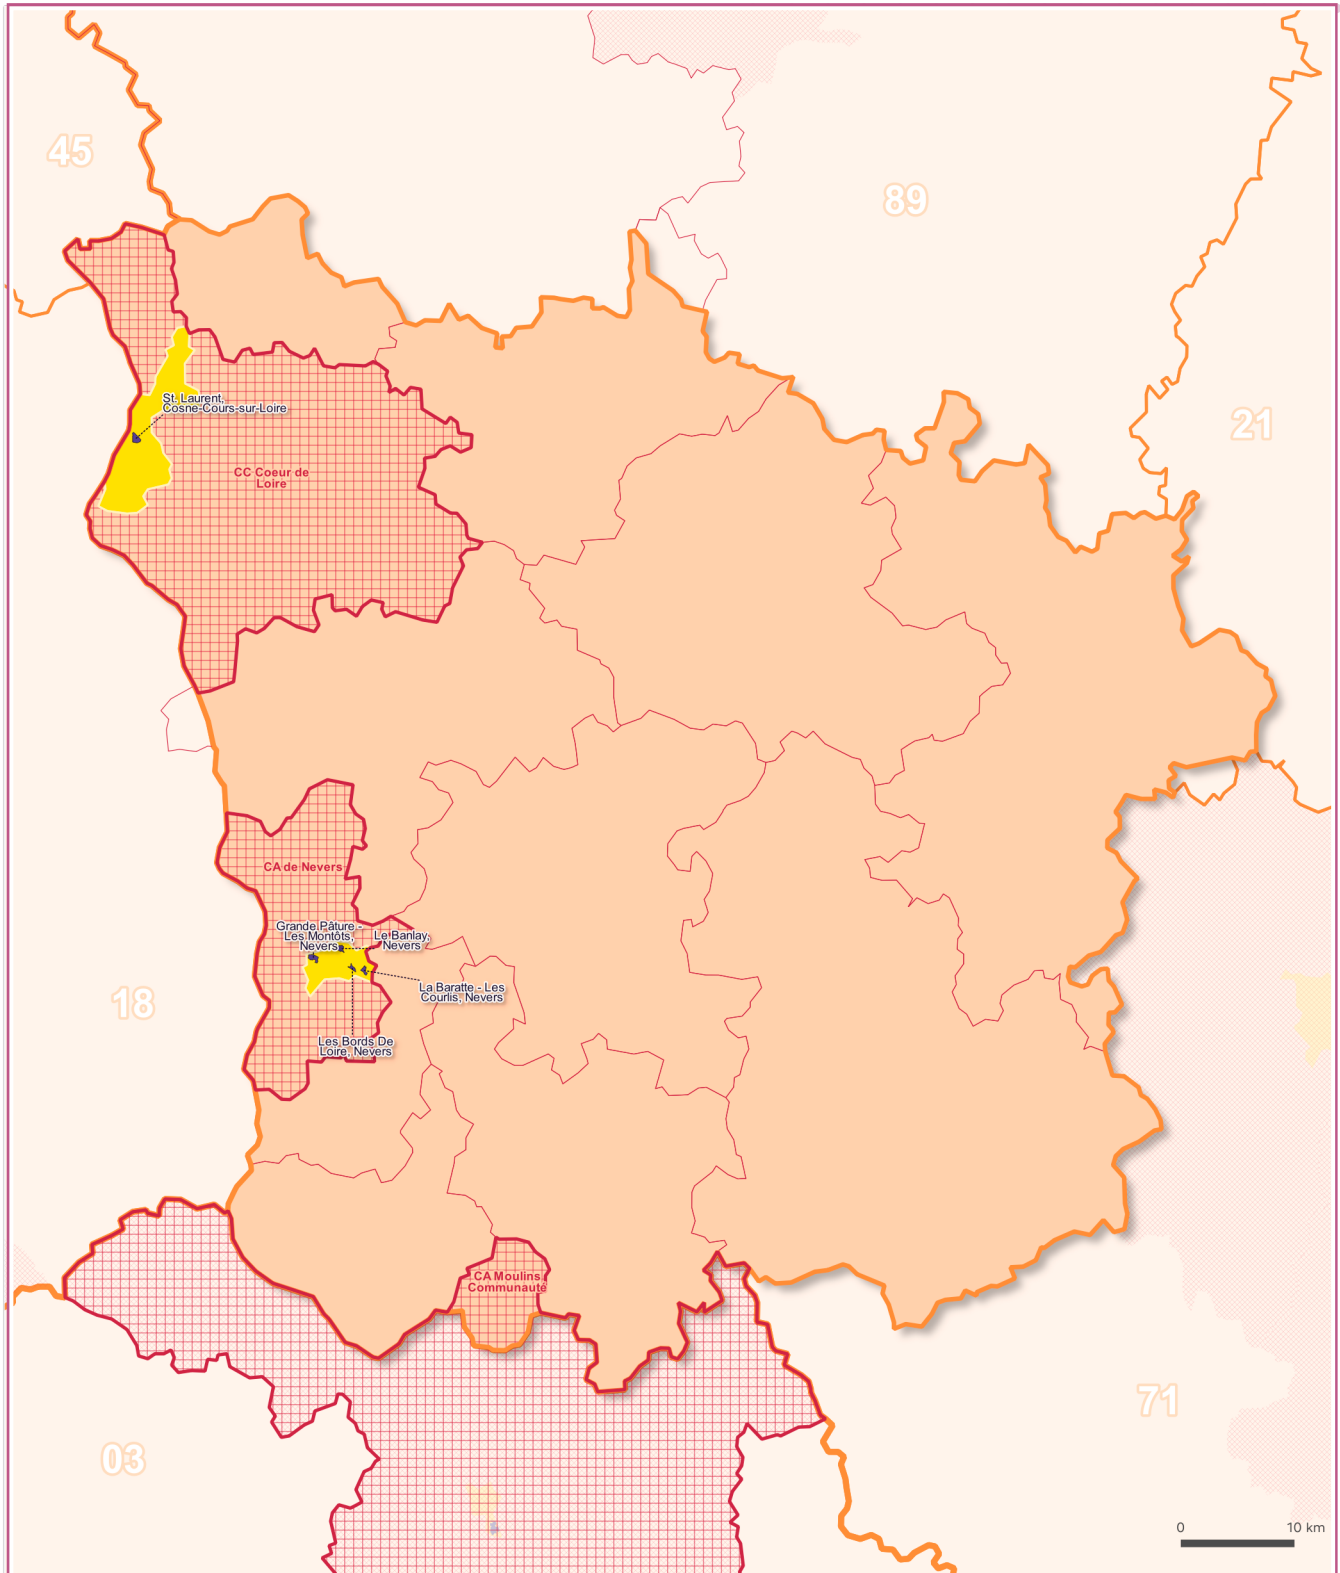 45
89
21
St. Laurent,
Cosne-Cours-sur-Loire
CC Coeur de
Loire
CA de Nevers
Grande Pâture -
Les Montôts,
Nevers
Le Banlay,
Nevers
La Baratte - Les
Courlis, Nevers
18
Les Bords De
Loire, Nevers
CA Moulins
Communauté
71
03
0
10 km